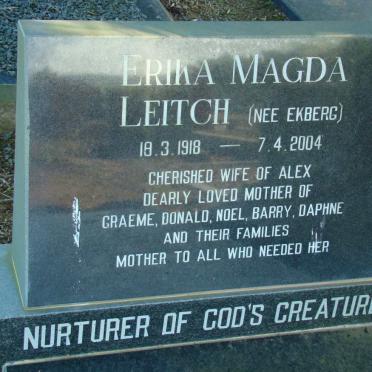 ERIKA MAGDA
LEITCH (NEE EKBERG)
18.3.1918 — 7.4.2004
CHERISHED WIFE OF ALEX
DEARLY LOVED MOTHER OF
GRAEME, DONALD, NOEL, BARRY, DAPHNE
AND THEIR FAMILIES
MOTHER TO ALL WHO NEEDED HER
NURTURER OF GOD'S CREATURE